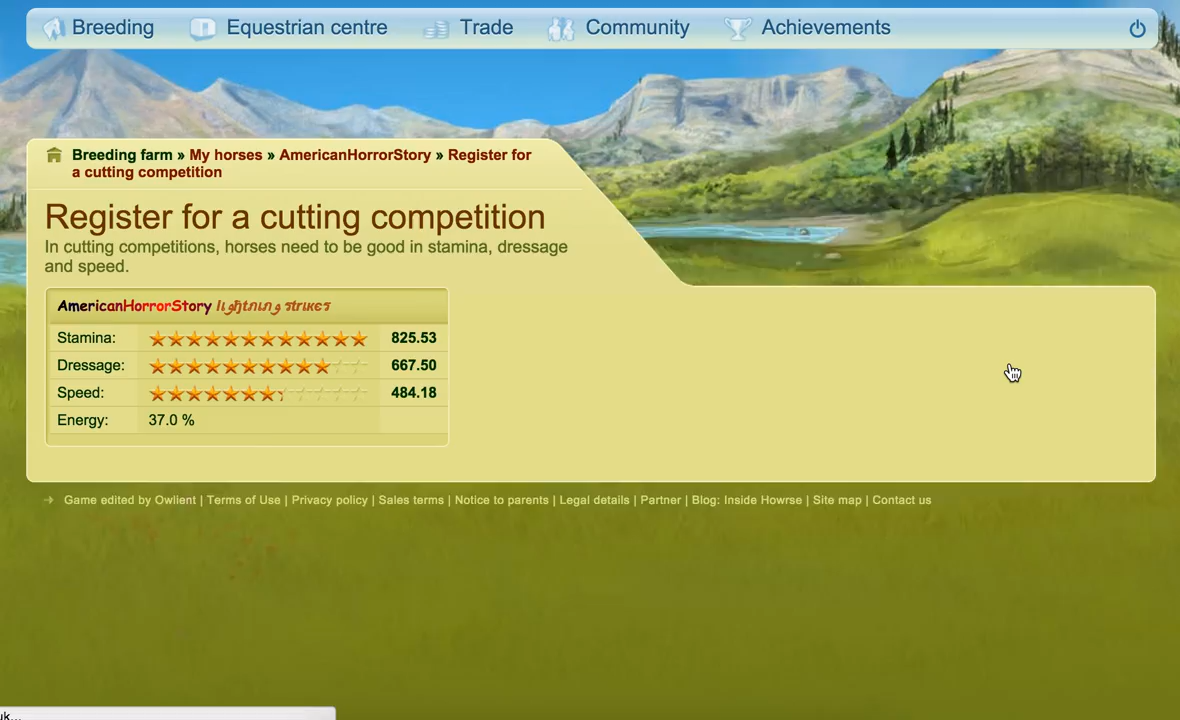 Breeding Equestrian centre Trade Community Achievements
Breeding farm » My horses » AmericanHorrorStory » Register for
a cutting competition
Register for a cutting competition
In cutting competitions, horses need to be good in stamina, dressage
and speed.
AmericanHorrorStory
Stamina: 825.53
Dressage: 667.50
Speed: 484.18
Energy: 37.0 %
Game edited by Owlient | Terms of Use | Privacy policy | Sales terms | Notice to parents | Legal details | Partner | Blog: Inside Howrse | Site map | Contact us
uk...